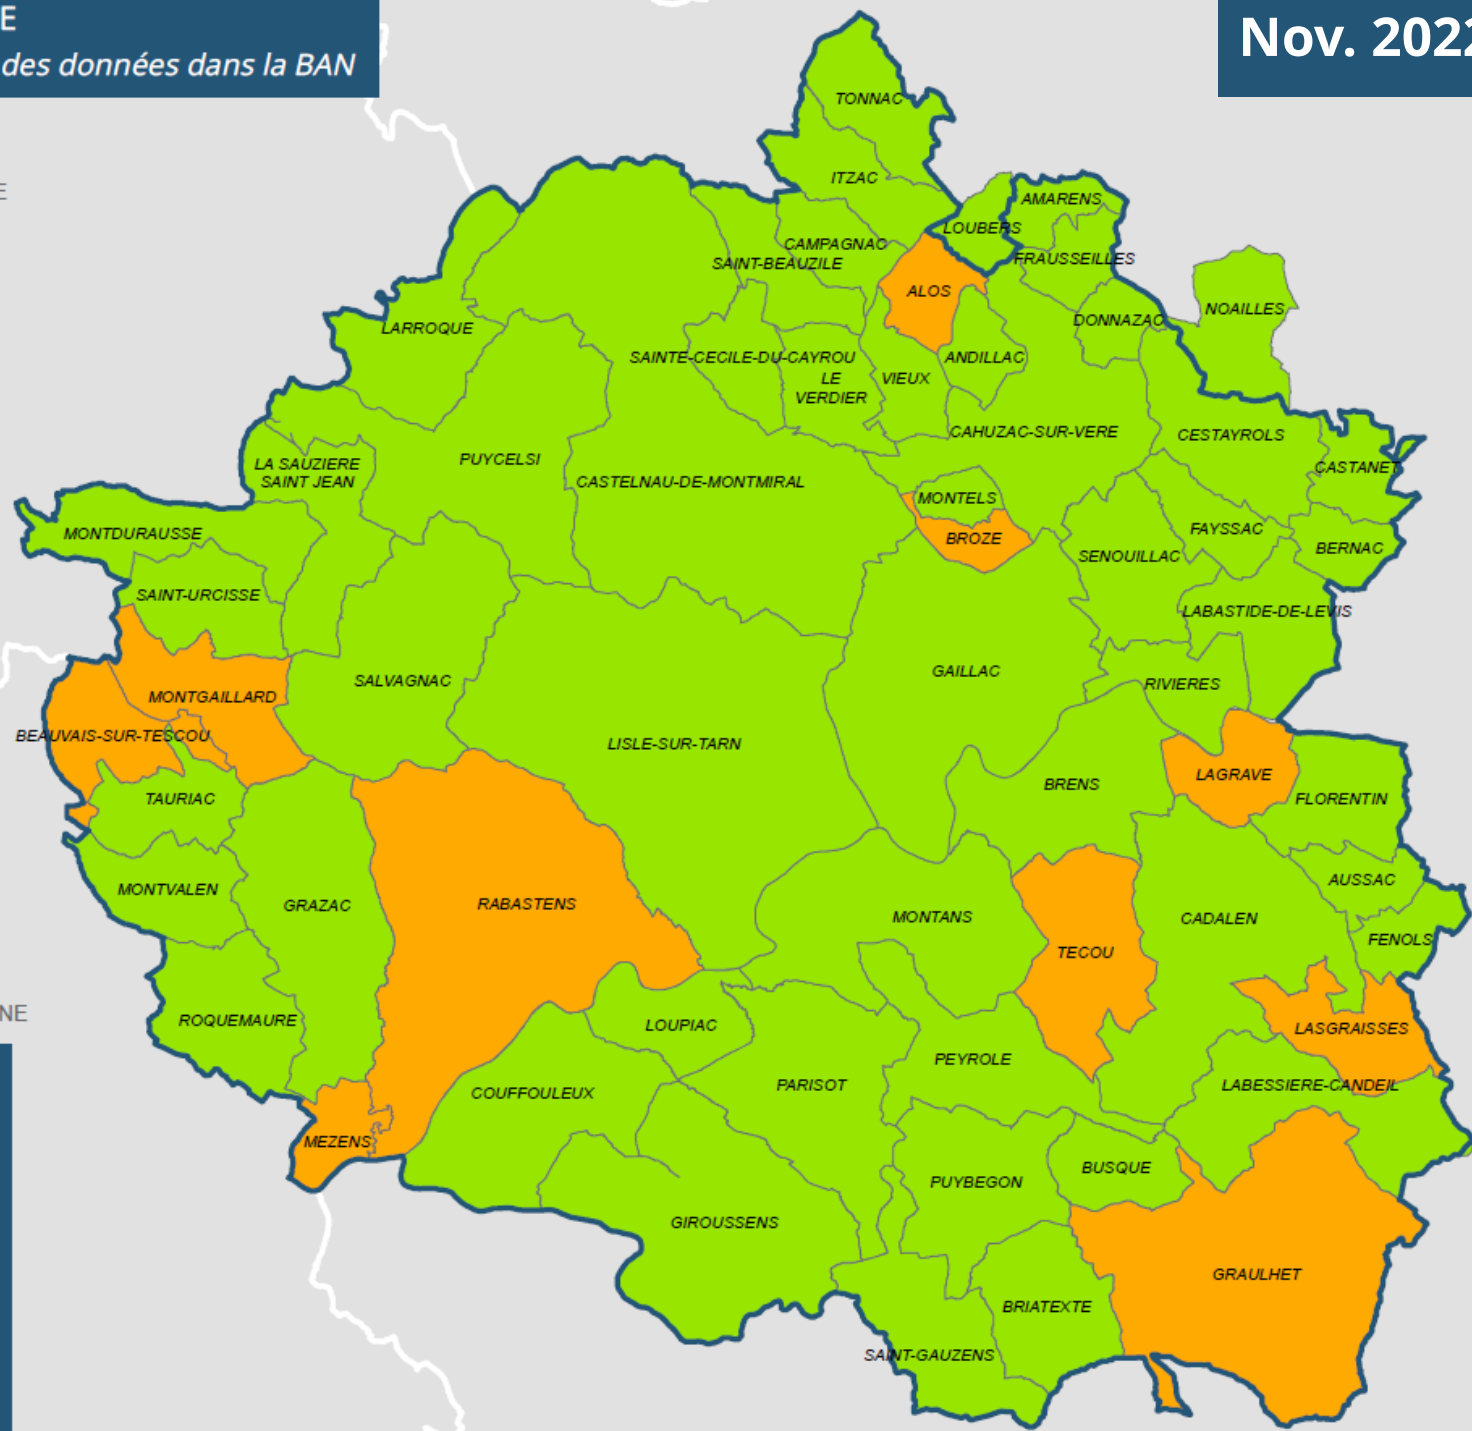 E
des données dans la BAN
Nov. 2022
E
TONNAC
ITZAC
AMARENS
LOUBERS
CAMPAGNAC
SAINT-BEAUZILE
FRAUSSEILLES
ALOS
NOAILLES
LARROQUE
DONNAZAC
SAINTE-CECILE-DU-CAYROU
ANDILLAC
LE
VERDIER
VIEUX
CAHUZAC-SUR-VERE
CESTAYROLS
PUYCELSI
LA SAUZIERE
SAINT JEAN
CASTANET
CASTELNAU-DE-MONTMIRAL
MONTELS
MONTDURAUSSE
FAYSSAC
BROZE
BERNAC
SENOUILLAC
SAINT-URCISSE
LABASTIDE-DE-LEVIS
GAILLAC
SALVAGNAC
RIVIERES
MONTGAILLARD
BEAUVAIS-SUR-TESCOU
LISLE-SUR-TARN
LAGRAVE
BRENS
TAURIAC
FLORENTIN
AUSSAC
MONTVALEN
GRAZAC
RABASTENS
MONTANS
CADALEN
FENOLS
TECOU
NE
ROQUEMAURE
LOUPIAC
LASGRAISSES
PEYROLE
COUFFOULEUX
PARISOT
LABESSIERE-CANDEIL
MEZENS
BUSQUE
PUYBEGON
GIROUSSENS
GRAULHET
BRIATEXTE
SAINT-GAUZENS